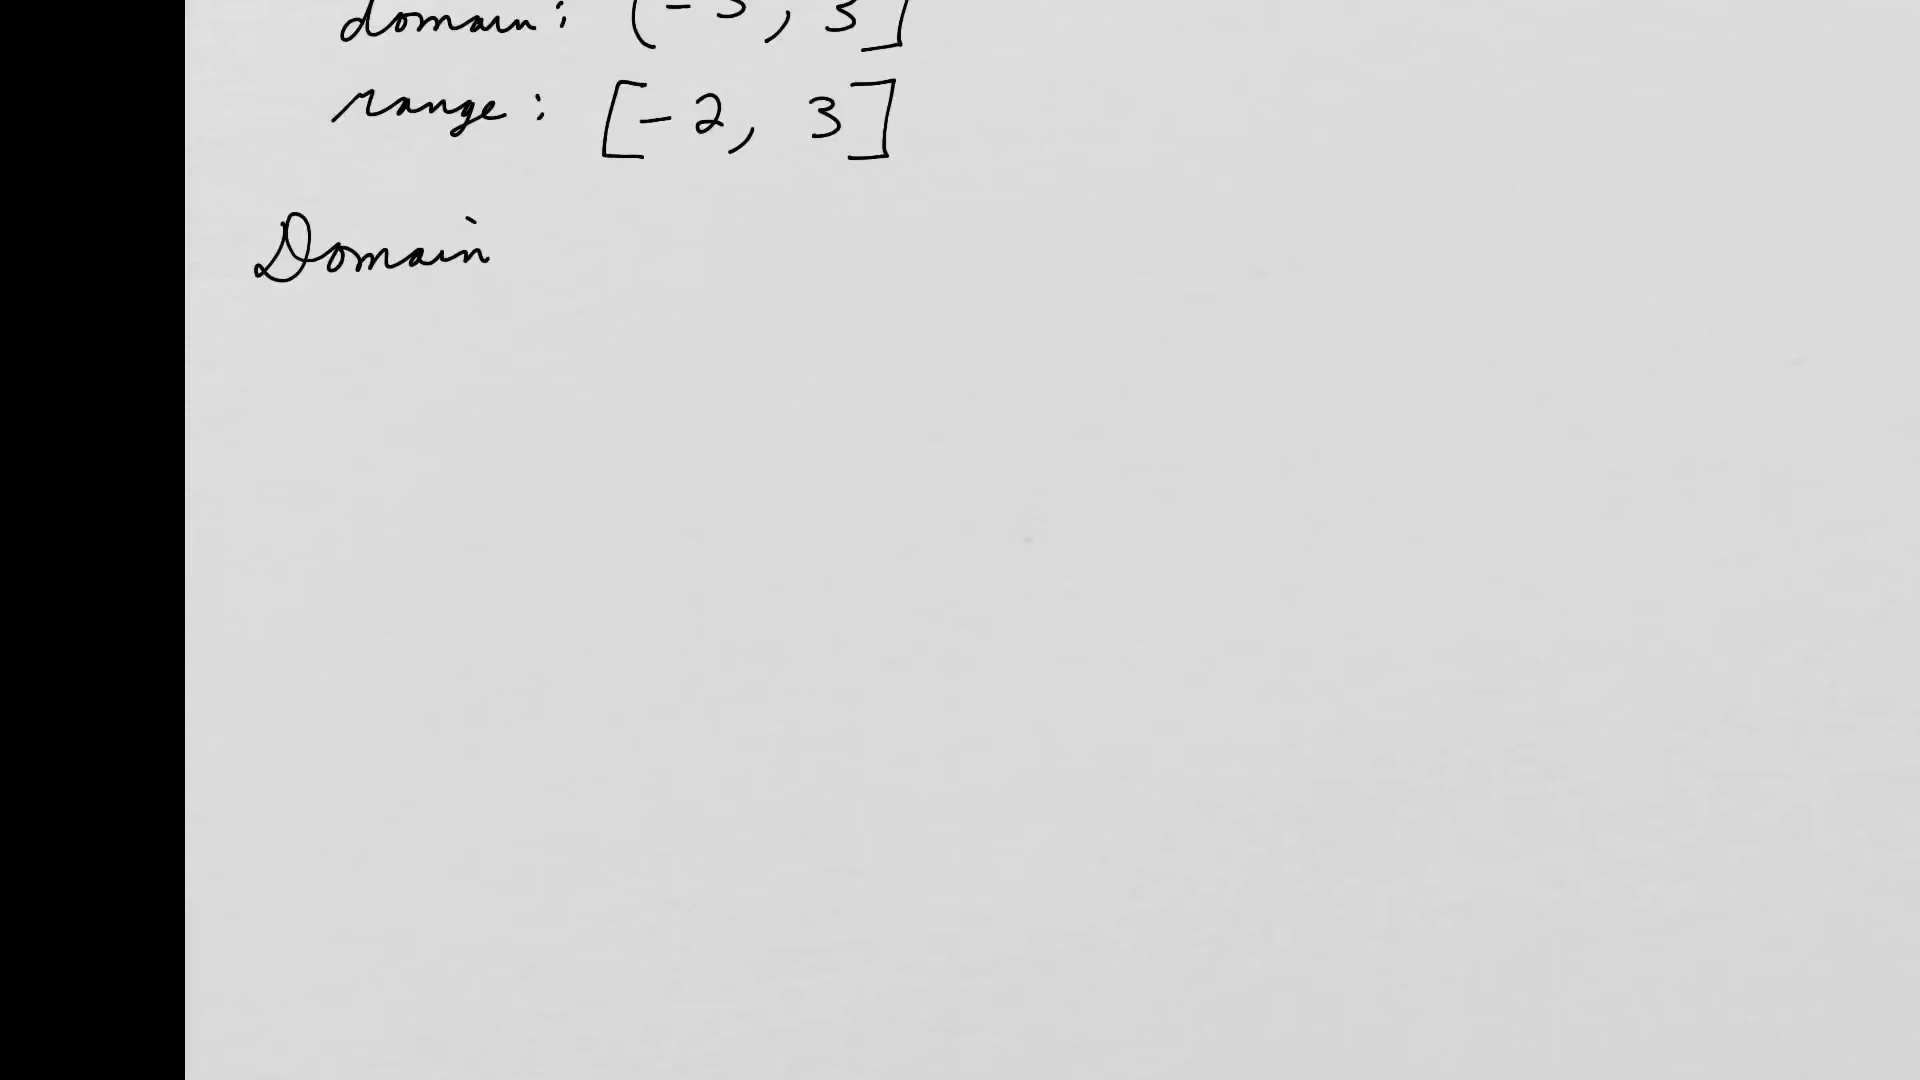 domain: (-3, 3]
range: [-2, 3]
Domain